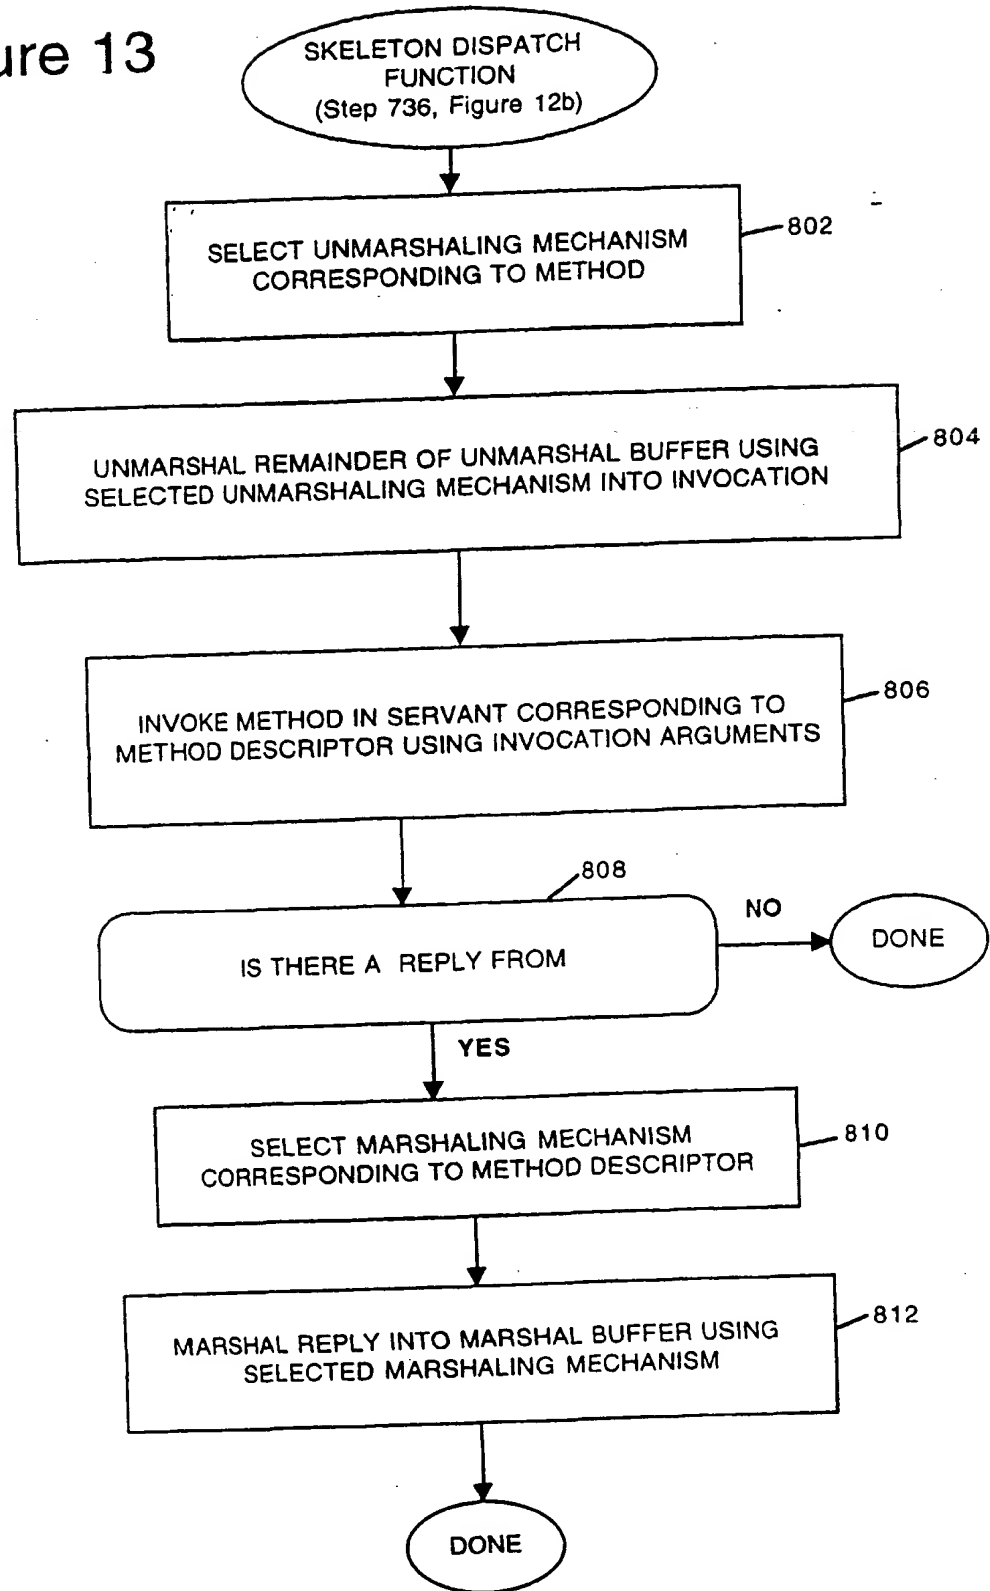 ure 13
SKELETON DISPATCH
FUNCTION
(Step 736, Figure 12b)
802
SELECT UNMARSHALING MECHANISM
CORRESPONDING TO METHOD
804
UNMARSHAL REMAINDER OF UNMARSHAL BUFFER USING
SELECTED UNMARSHALING MECHANISM INTO INVOCATION
806
INVOKE METHOD IN SERVANT CORRESPONDING TO
METHOD DESCRIPTOR USING INVOCATION ARGUMENTS
808
NO
DONE
IS THERE A REPLY FROM
YES
810
SELECT MARSHALING MECHANISM
CORRESPONDING TO METHOD DESCRIPTOR
812
MARSHAL REPLY INTO MARSHAL BUFFER USING
SELECTED MARSHALING MECHANISM
DONE